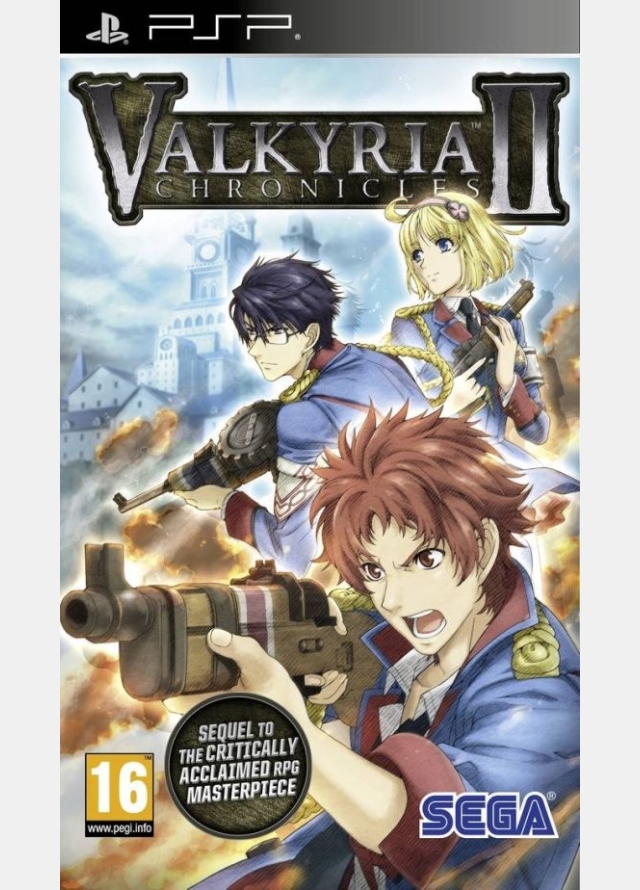 PSP
VALKYRIA II
CHRONICLES
SEQUEL TO
THE CRITICALLY
ACCLAIMED RPG
MASTERPIECE
16
www.pegi.info
SEGA